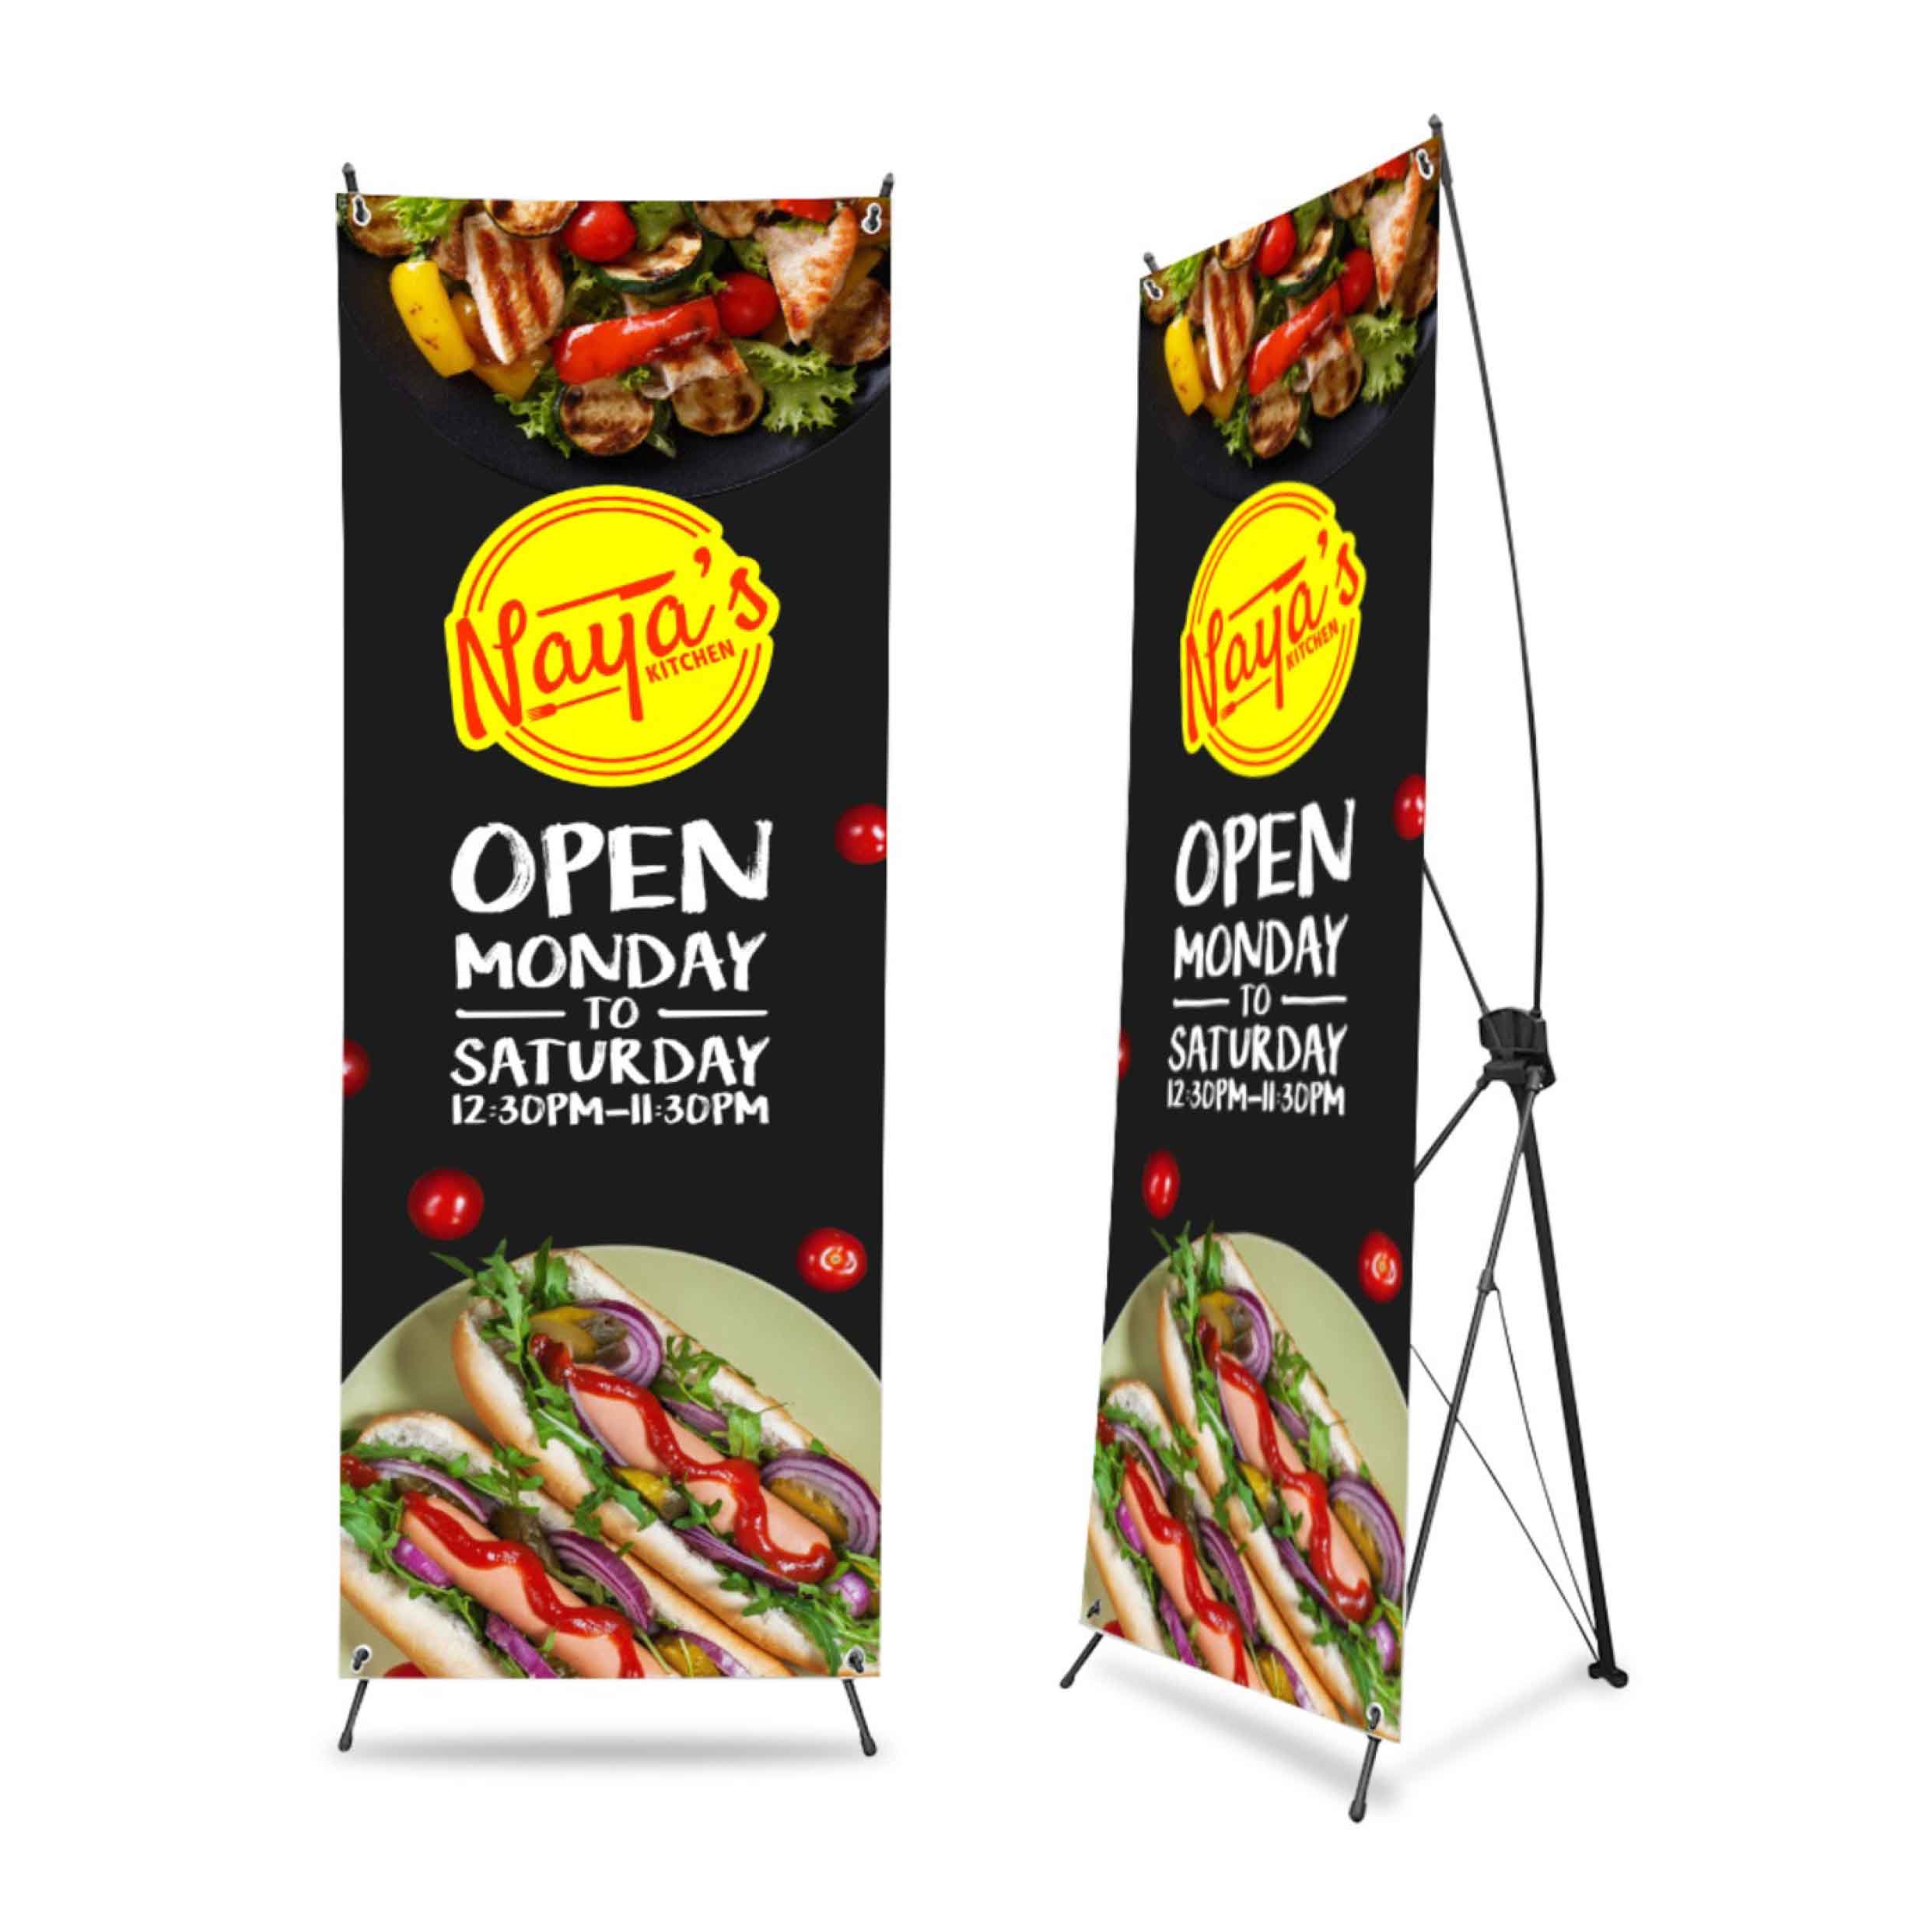 Naya's
KITCHEN
OPEN
MONDAY
TO
SATURDAY
12:30PM-11:30PM
Naya's
KITCHEN
OPEN
MONDAY
TO
SATURDAY
12:30PM-11:30PM